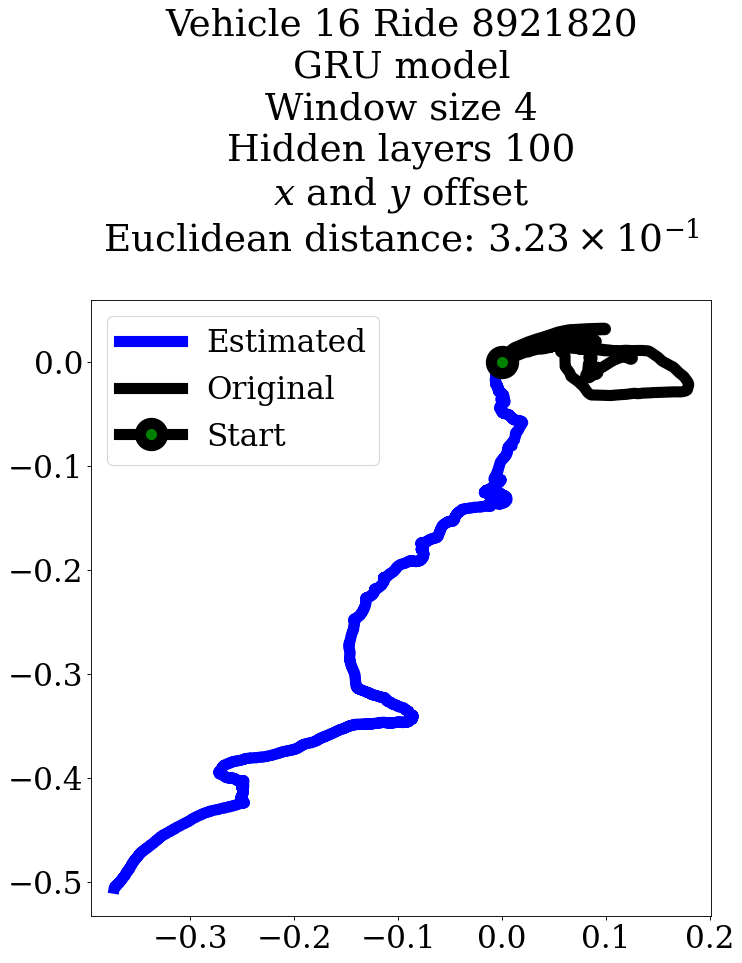 Vehicle 16 Ride 8921820
GRU model
Window size 4
Hidden layers 100
x and y offset
Euclidean distance: 3.23 × 10⁻¹
Estimated
Original
Start
0.0
−0.1
−0.2
−0.3
−0.4
−0.5
−0.3 −0.2 −0.1 0.0 0.1 0.2